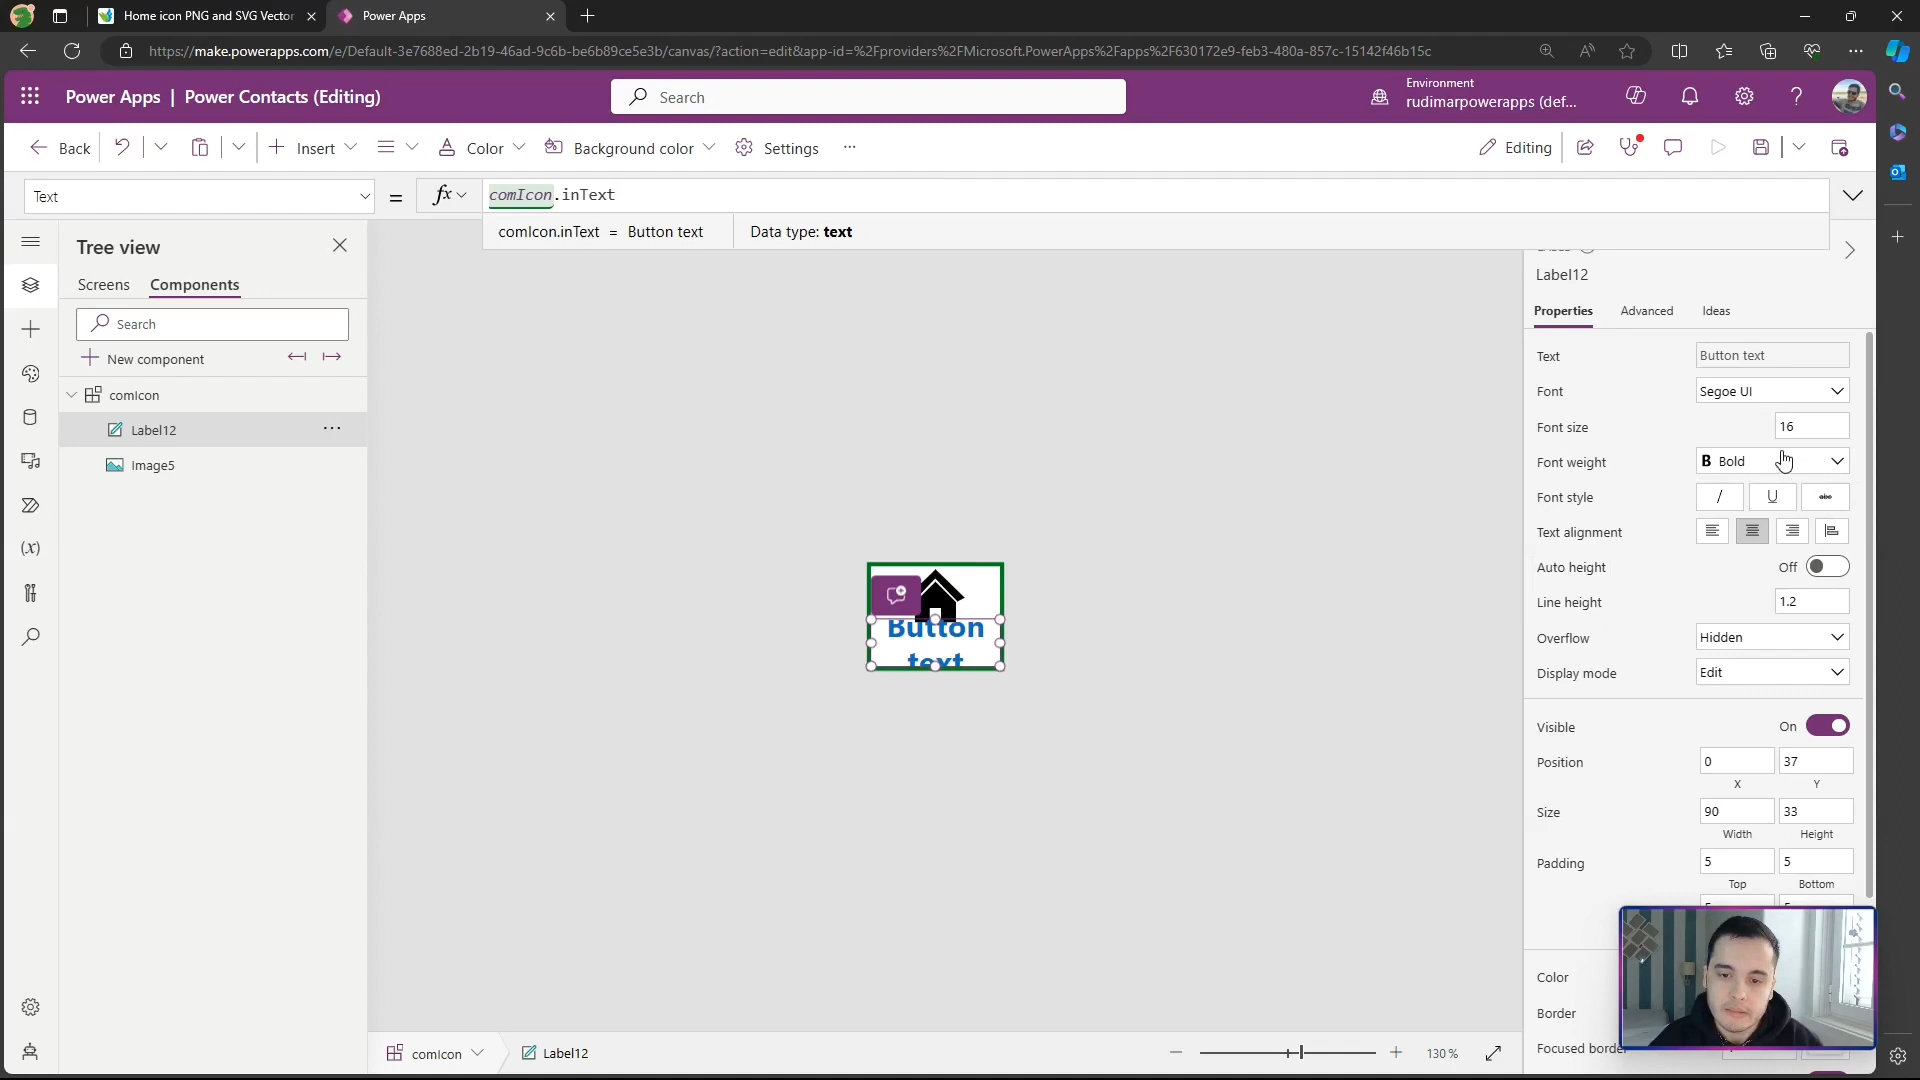 Home icon PNG and SVG Vector
Power Apps
https://make.powerapps.com/e/Default-3e7688ed-2b19-46ad-9c6b-be6b89ce5e3b/canvas/?action=edit&app-id=%2Fproviders%2FMicrosoft.PowerApps%2Fapps%2F630172e9-feb3-480a-857c-15142f46b15c
Power Apps | Power Contacts (Editing)
Search
Environment
rudimarpowerapps (def...
Back
Insert
Color
Background color
Settings
Editing
Text
=
fx
comIcon.inText
comIcon.inText = Button text
Data type: text
Tree view
Screens
Components
Search
New component
comIcon
Label12
Image5
Button
text
Label12
Properties
Advanced
Ideas
Text
Button text
Font
Segoe UI
Font size
16
Font weight
B Bold
Font style
/
U
abc
Text alignment
Auto height
Off
Line height
1.2
Overflow
Hidden
Display mode
Edit
Visible
On
Position
0
37
X
Y
Size
90
33
Width
Height
Padding
5
5
Top
Bottom
Color
Border
Focused border
comIcon
Label12
130 %